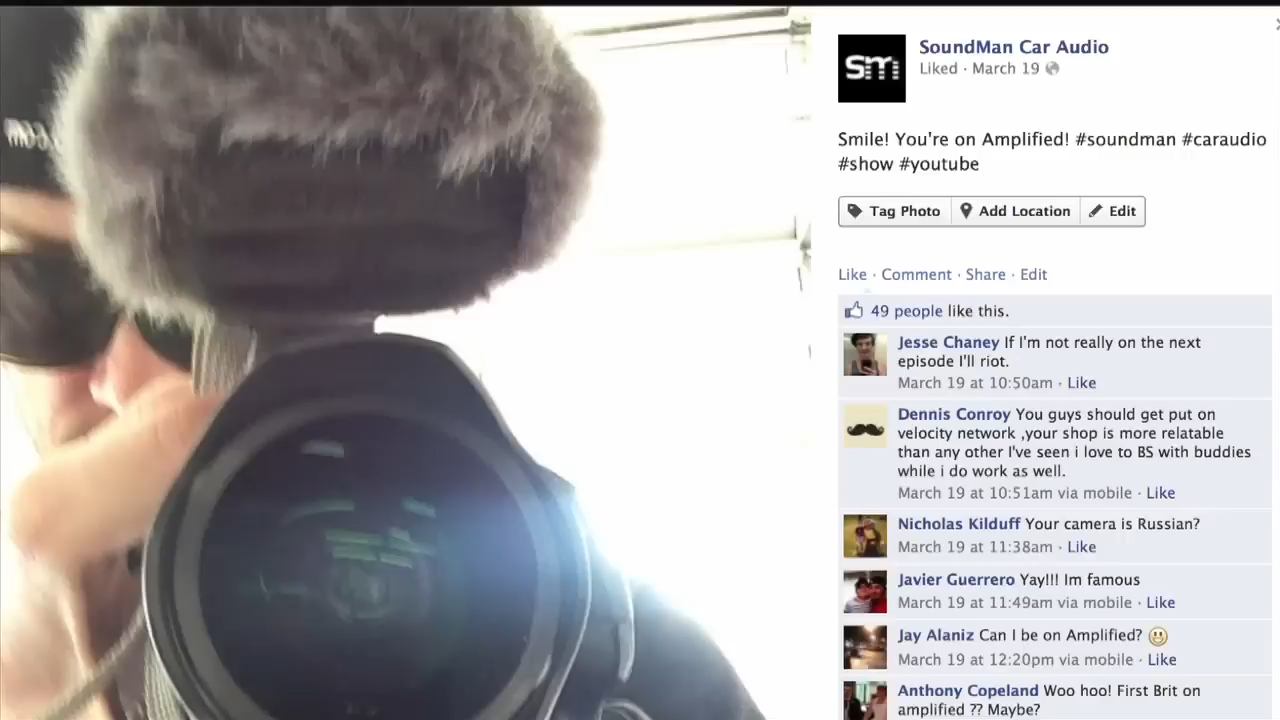 SoundMan Car Audio
Liked · March 19
sm
Smile! You're on Amplified! #soundman #caraudio
#show #youtube
Tag Photo Add Location Edit
Like · Comment · Share · Edit
49 people like this.
Jesse Chaney If I'm not really on the next
episode I'll riot.
March 19 at 10:50am · Like
Dennis Conroy You guys should get put on
velocity network ,your shop is more relatable
than any other I've seen i love to BS with buddies
while i do work as well.
March 19 at 10:51am via mobile · Like
Nicholas Kilduff Your camera is Russian?
March 19 at 11:38am · Like
Javier Guerrero Yay!!! Im famous
March 19 at 11:49am via mobile · Like
Jay Alaniz Can I be on Amplified?
March 19 at 12:20pm via mobile · Like
Anthony Copeland Woo hoo! First Brit on
amplified ?? Maybe?